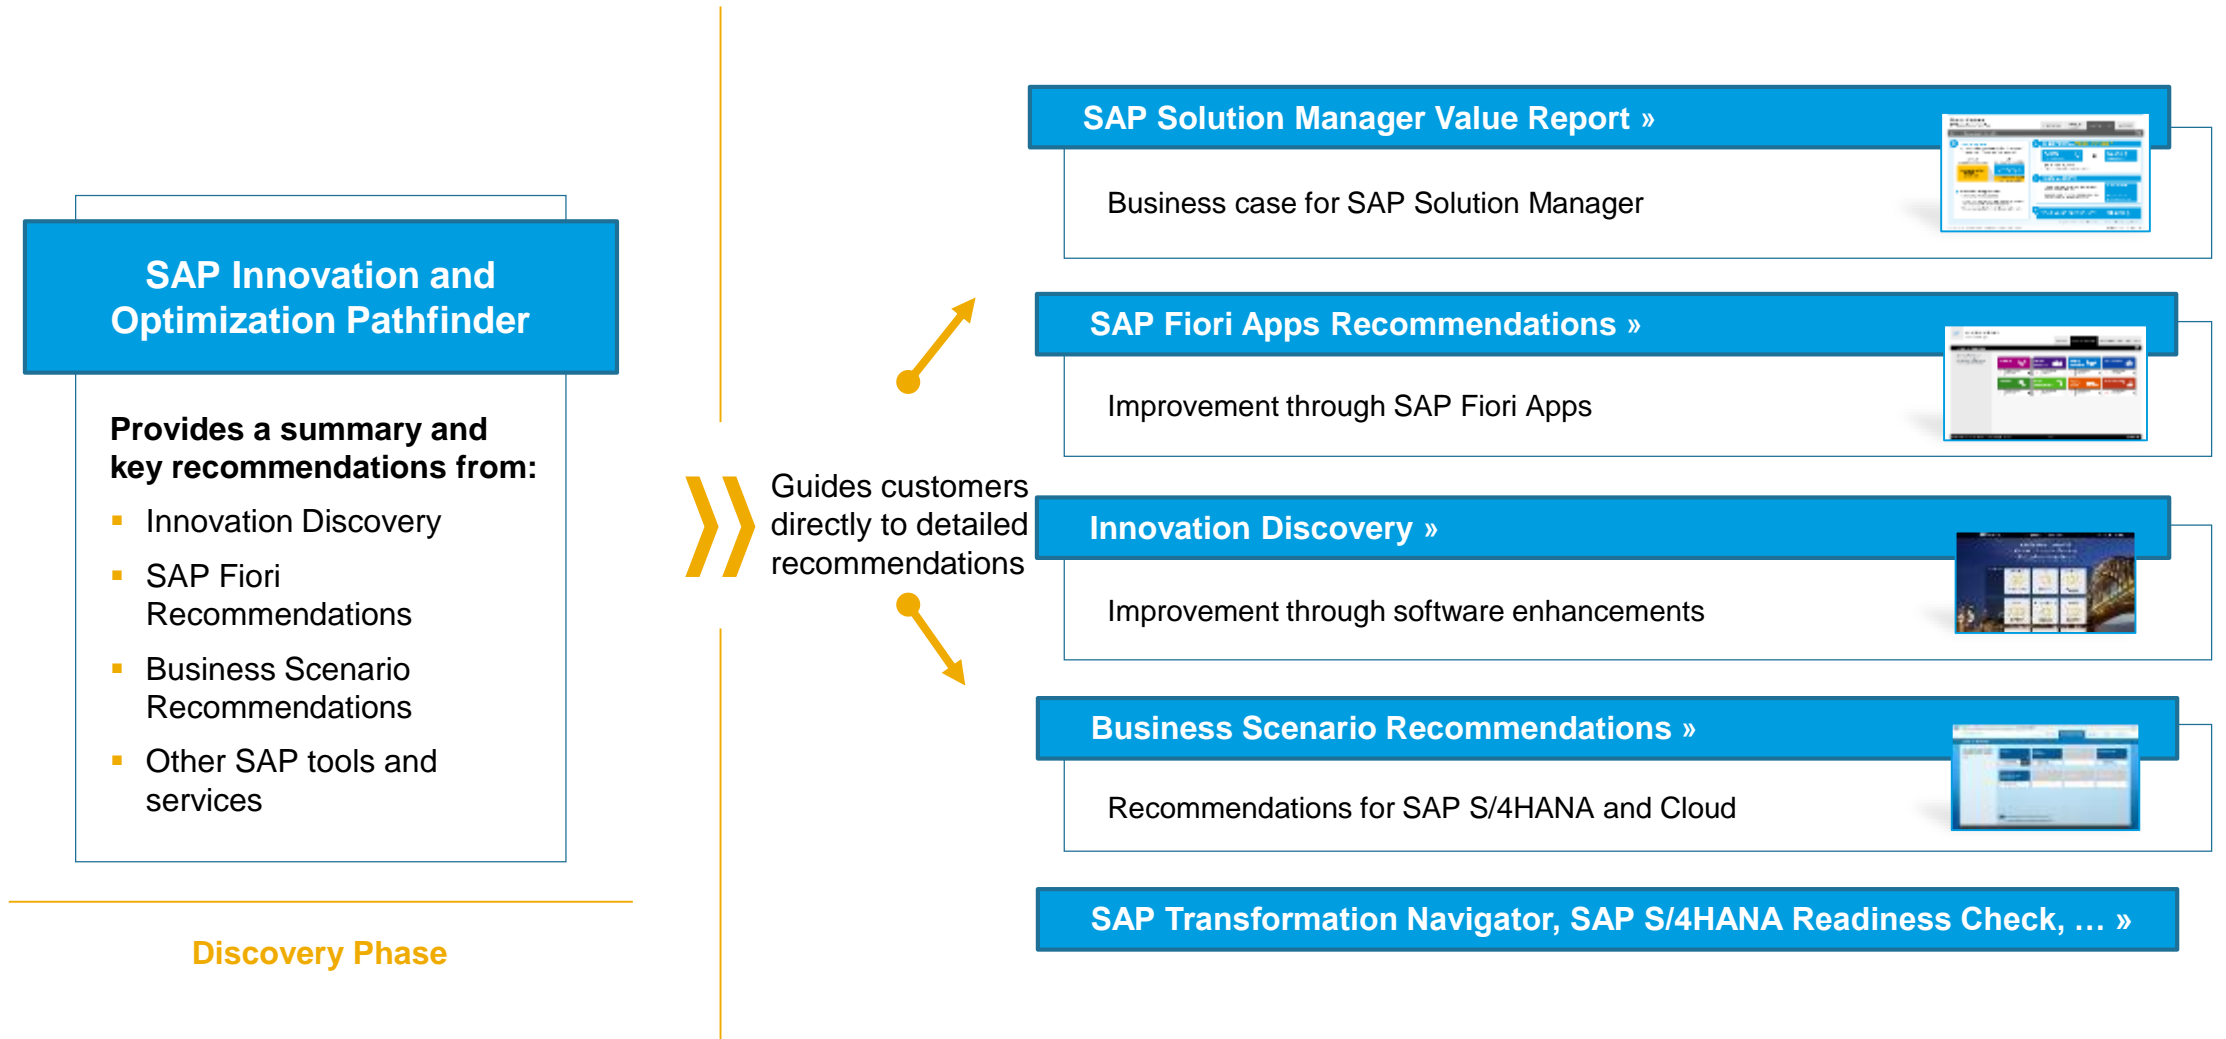 SAP Innovation and
Optimization Pathfinder
Provides a summary and
key recommendations from:
▪ Innovation Discovery
▪ SAP Fiori
Recommendations
▪ Business Scenario
Recommendations
▪ Other SAP tools and
services
Discovery Phase
Guides customers
directly to detailed
recommendations
SAP Solution Manager Value Report »
Business case for SAP Solution Manager
SAP Fiori Apps Recommendations »
Improvement through SAP Fiori Apps
Innovation Discovery »
Improvement through software enhancements
Business Scenario Recommendations »
Recommendations for SAP S/4HANA and Cloud
SAP Transformation Navigator, SAP S/4HANA Readiness Check, … »